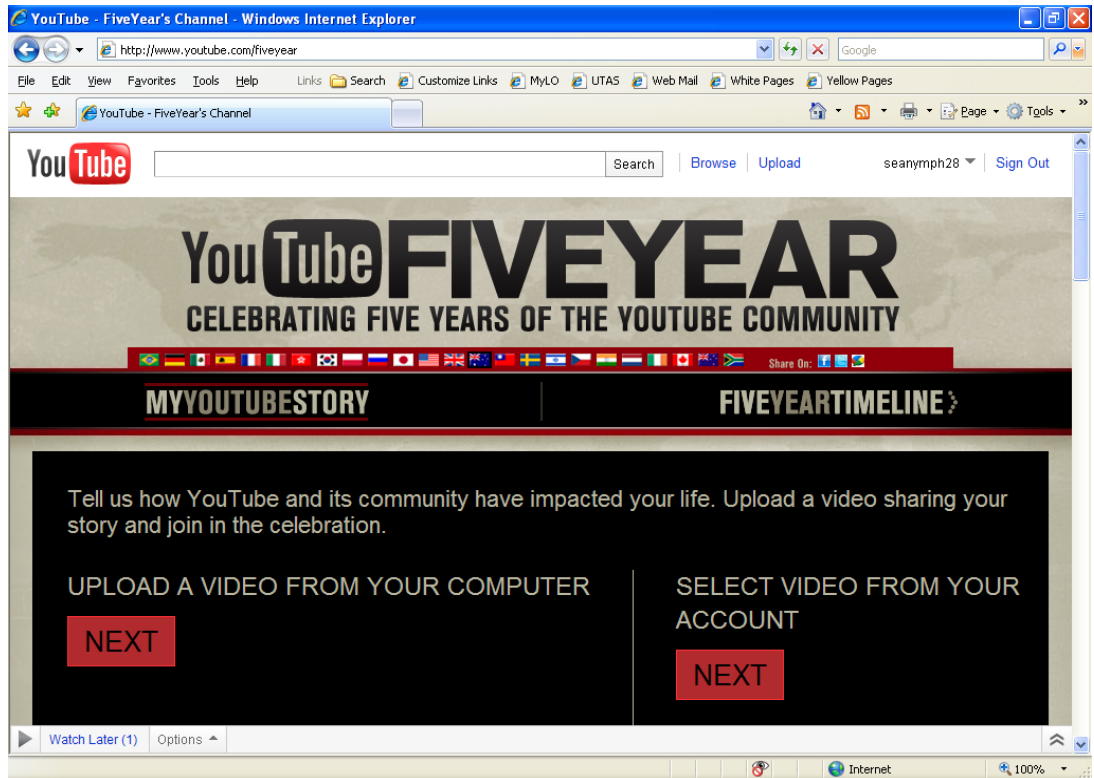 YouTube - FiveYear's Channel - Windows Internet Explorer
http://www.youtube.com/fiveyear
Google
File Edit View Favorites Tools Help Links Search Customize Links MyLO UTAS Web Mail White Pages Yellow Pages
YouTube - FiveYear's Channel
Page Tools »
YouTube Search Browse Upload seanymph28 Sign Out
YouTube FIVEYEAR
CELEBRATING FIVE YEARS OF THE YOUTUBE COMMUNITY
Share On:
MYYOUTUBESTORY FIVEYEARTIMELINE
Tell us how YouTube and its community have impacted your life. Upload a video sharing your
story and join in the celebration.
UPLOAD A VIDEO FROM YOUR COMPUTER
NEXT
SELECT VIDEO FROM YOUR
ACCOUNT
NEXT
Watch Later (1) Options
Internet 100%